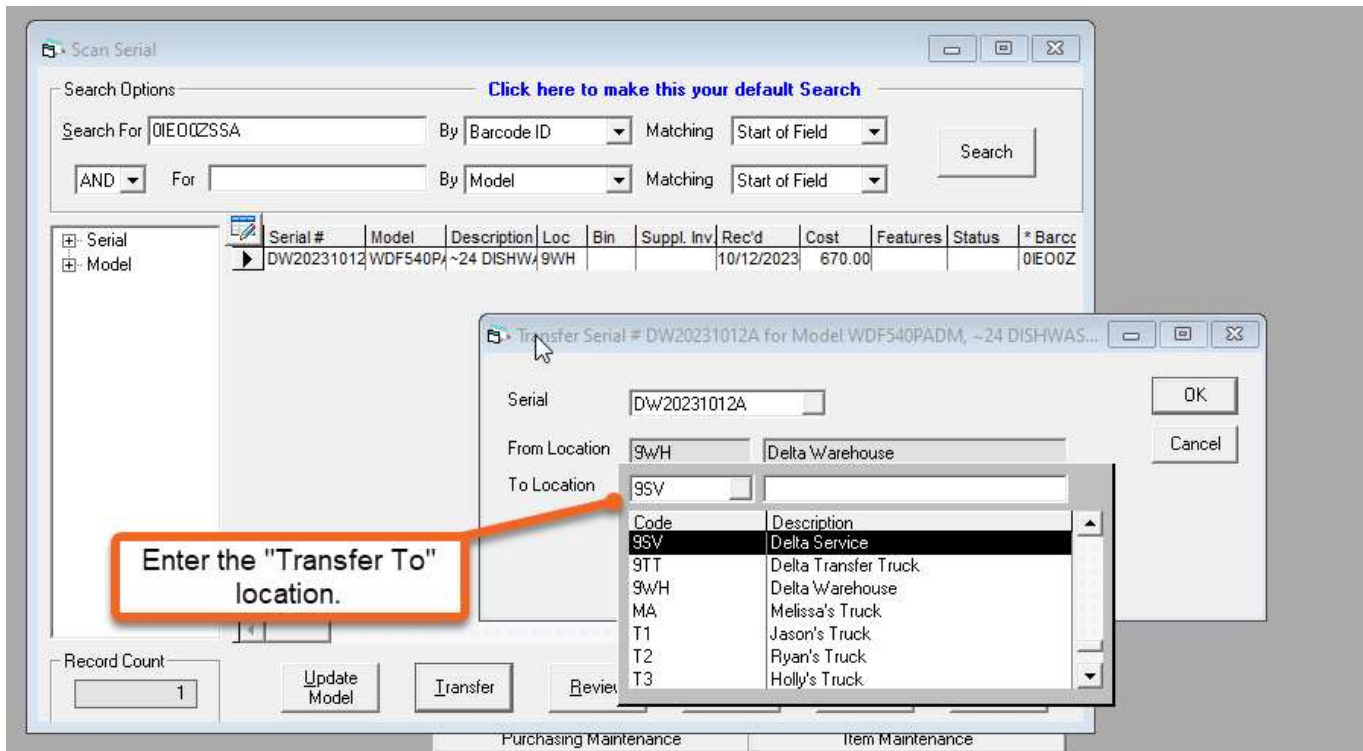 Scan Serial
Search Options Click here to make this your default Search
Search For 0IEO0ZSSA By Barcode ID Matching Start of Field
Search
AND For By Model Matching Start of Field
Serial
Model
Serial # Model Description Loc Bin Suppl. Inv. Rec'd Cost Features Status * Barcc
DW20231012 WDF540PA ~24 DISHWA 9WH 10/12/2023 670.00 0IEO0Z
Transfer Serial # DW20231012A for Model WDF540PADM, ~24 DISHWAS...
Serial DW20231012A OK
From Location 9WH Delta Warehouse Cancel
To Location 9SV
Code Description
9SV Delta Service
9TT Delta Transfer Truck
9WH Delta Warehouse
MA Melissa's Truck
T1 Jason's Truck
T2 Ryan's Truck
T3 Holly's Truck
Enter the "Transfer To"
location.
Record Count
1
Update
Model
Transfer
Review
Purchasing Maintenance Item Maintenance